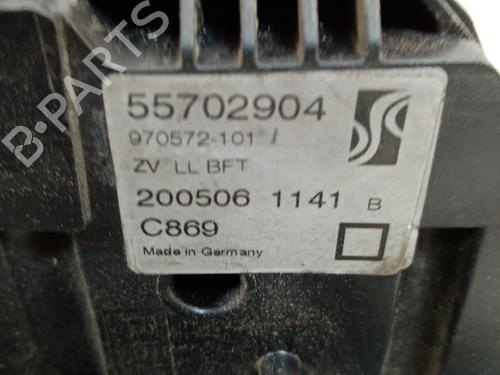 B-PARTS
55702904
970572-101
ZV LL BFT
200506 1141 B
C869
Made in Germany